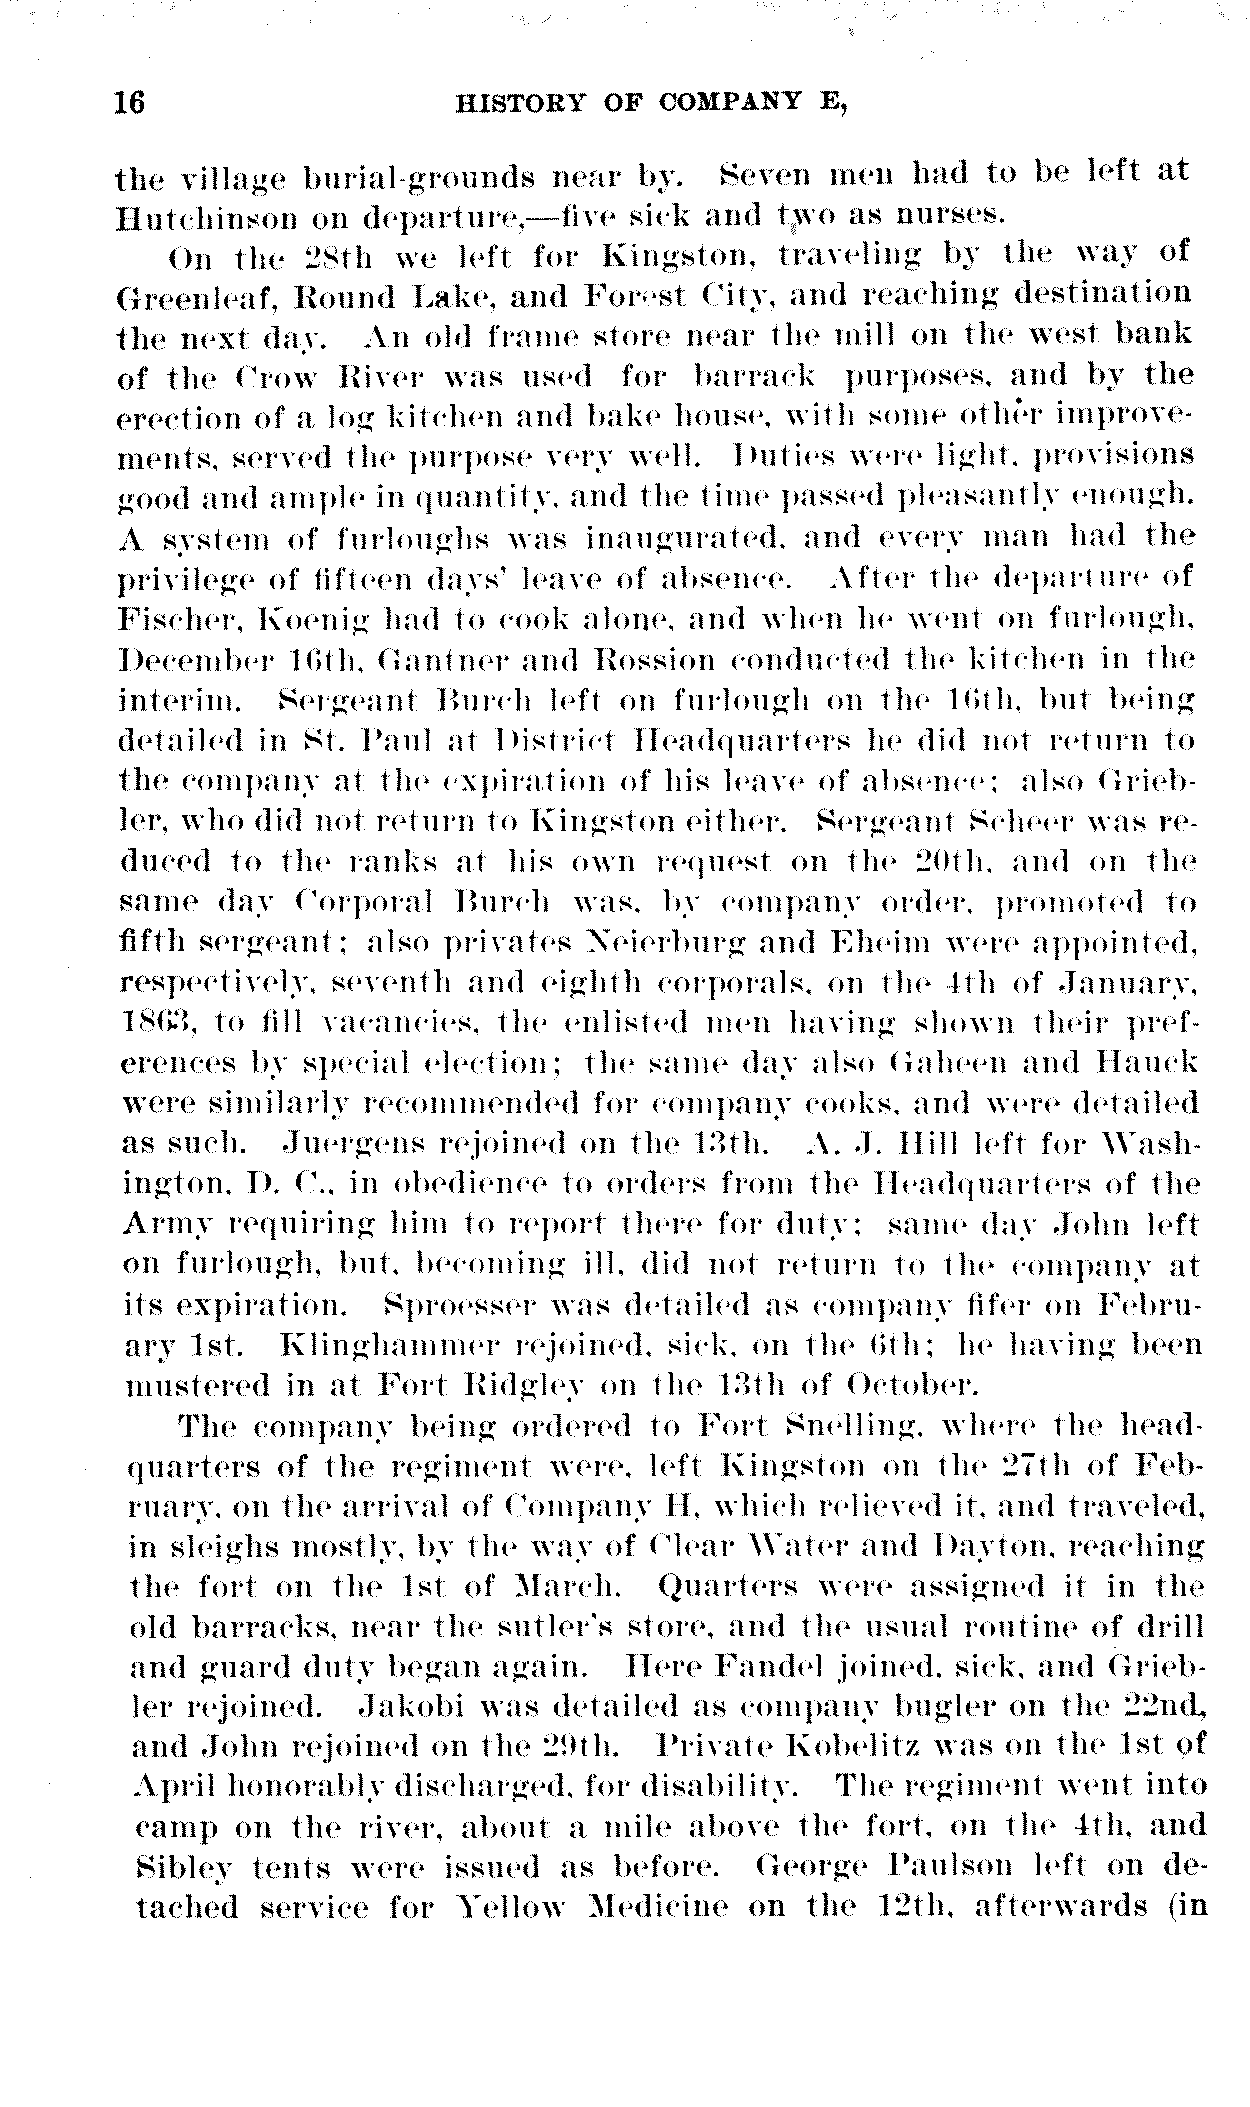 16 HISTORY OF COMPANY E,
the village burial-grounds near by. Seven men had to be left at
Hutchinson on departure,—five sick and two as nurses.
On the 28th we left for Kingston, traveling by the way of
Greenleaf, Round Lake, and Forest City, and reaching destination
the next day. An old frame store near the mill on the west bank
of the Crow River was used for barrack purposes, and by the
erection of a log kitchen and bake house, with some other improve-
ments, served the purpose very well. Duties were light, provisions
good and ample in quantity, and the time passed pleasantly enough.
A system of furloughs was inaugurated, and every man had the
privilege of fifteen days' leave of absence. After the departure of
Fischer, Koenig had to cook alone, and when he went on furlough,
December 16th, Gantner and Rossion conducted the kitchen in the
interim. Sergeant Burch left on furlough on the 16th, but being
detailed in St. Paul at District Headquarters he did not return to
the company at the expiration of his leave of absence; also Grieb-
ler, who did not return to Kingston either. Sergeant Scheer was re-
duced to the ranks at his own request on the 20th, and on the
same day Corporal Burch was, by company order, promoted to
fifth sergeant; also privates Neierburg and Eheim were appointed,
respectively, seventh and eighth corporals, on the 4th of January,
1863, to fill vacancies, the enlisted men having shown their pref-
erences by special election; the same day also Gaheen and Hauck
were similarly recommended for company cooks, and were detailed
as such. Juergens rejoined on the 13th. A. J. Hill left for Wash-
ington, D. C., in obedience to orders from the Headquarters of the
Army requiring him to report there for duty; same day John left
on furlough, but, becoming ill, did not return to the company at
its expiration. Sproesser was detailed as company fifer on Febru-
ary 1st. Klinghammer rejoined, sick, on the 6th; he having been
mustered in at Fort Ridgley on the 13th of October.
The company being ordered to Fort Snelling, where the head-
quarters of the regiment were, left Kingston on the 27th of Feb-
ruary, on the arrival of Company H, which relieved it, and traveled,
in sleighs mostly, by the way of Clear Water and Dayton, reaching
the fort on the 1st of March. Quarters were assigned it in the
old barracks, near the sutler's store, and the usual routine of drill
and guard duty began again. Here Fandel joined, sick, and Grieb-
ler rejoined. Jakobi was detailed as company bugler on the 22nd,
and John rejoined on the 29th. Private Kobelitz was on the 1st of
April honorably discharged, for disability. The regiment went into
camp on the river, about a mile above the fort, on the 4th, and
Sibley tents were issued as before. George Paulson left on de-
tached service for Yellow Medicine on the 12th, afterwards (in